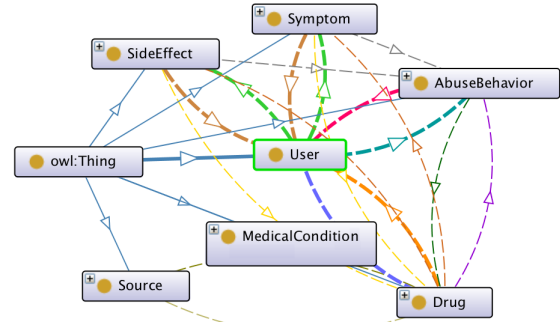 Symptom
SideEffect
AbuseBehavior
User
owl:Thing
MedicalCondition
Source
Drug